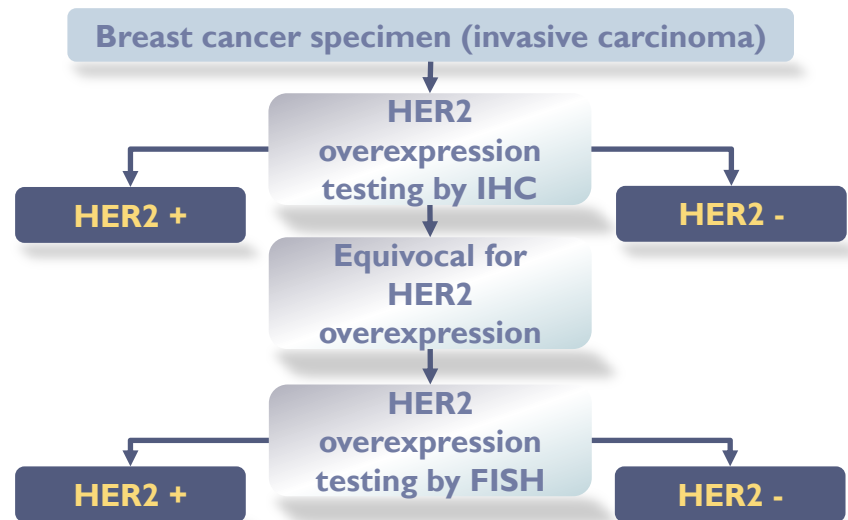 Breast cancer specimen (invasive carcinoma)
HER2
overexpression
testing by IHC
HER2 +
HER2 -
Equivocal for
HER2
overexpression
HER2
overexpression
testing by FISH
HER2 +
HER2 -